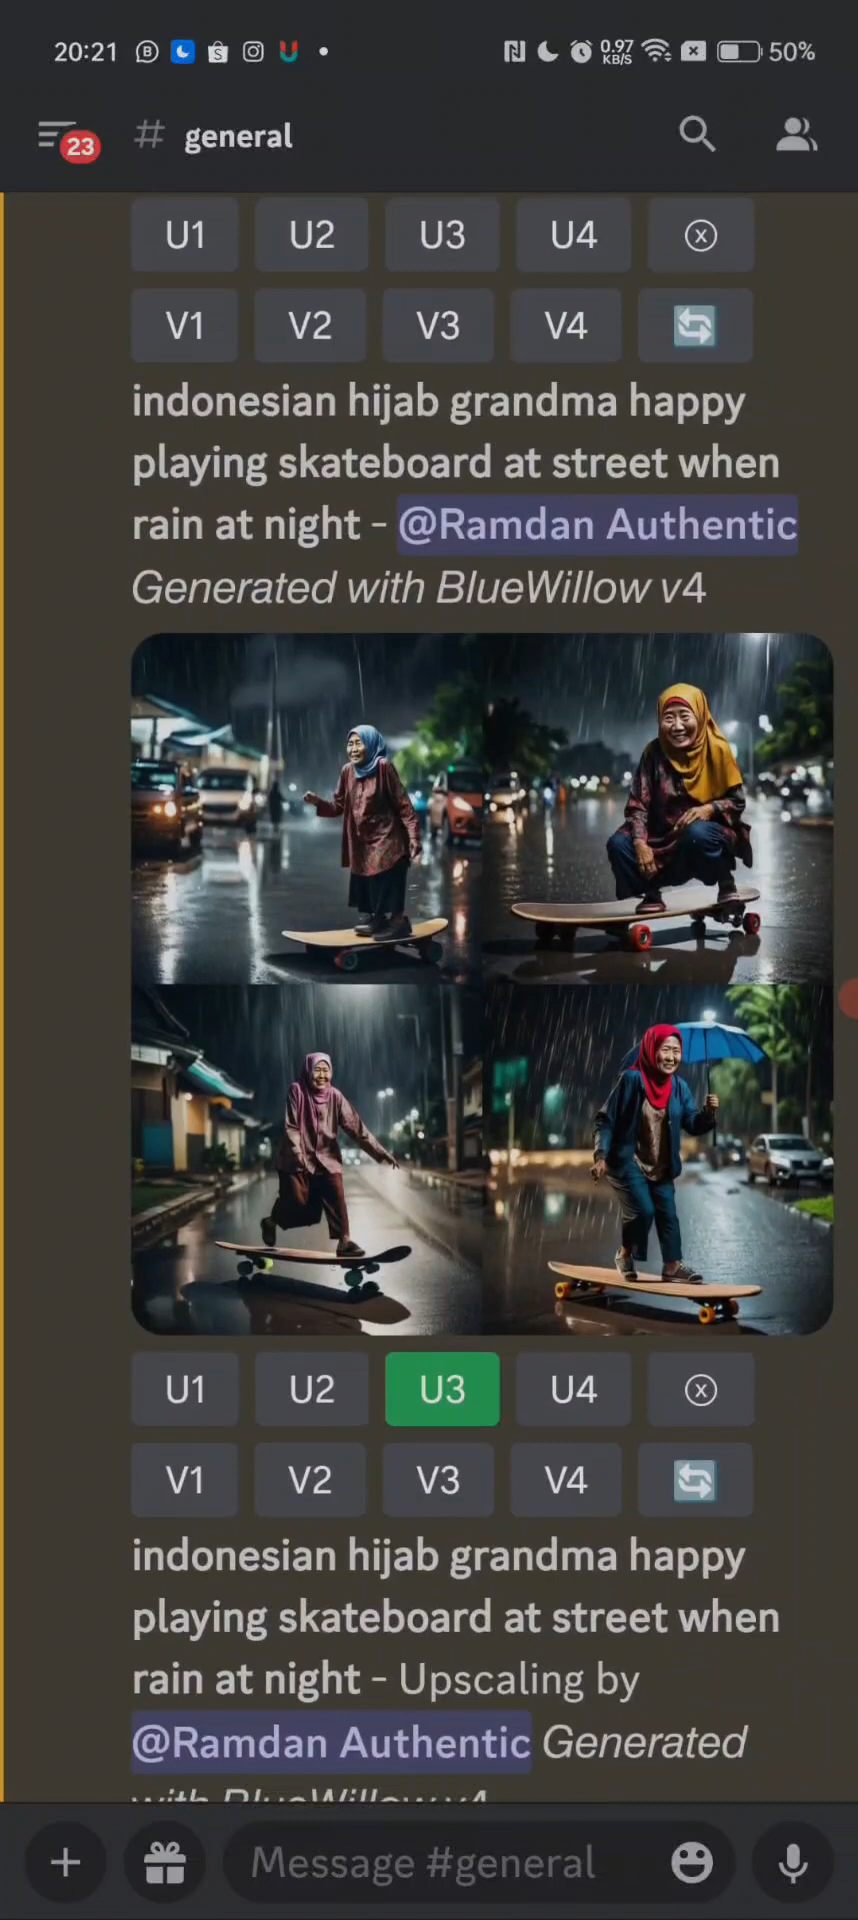 20:21 0.97 KB/S 50%
23 # general
U1 U2 U3 U4
V1 V2 V3 V4
indonesian hijab grandma happy
playing skateboard at street when
rain at night - @Ramdan Authentic
Generated with BlueWillow v4
U1 U2 U3 U4
V1 V2 V3 V4
indonesian hijab grandma happy
playing skateboard at street when
rain at night - Upscaling by
@Ramdan Authentic Generated
with BlueWillow v4
Message #general